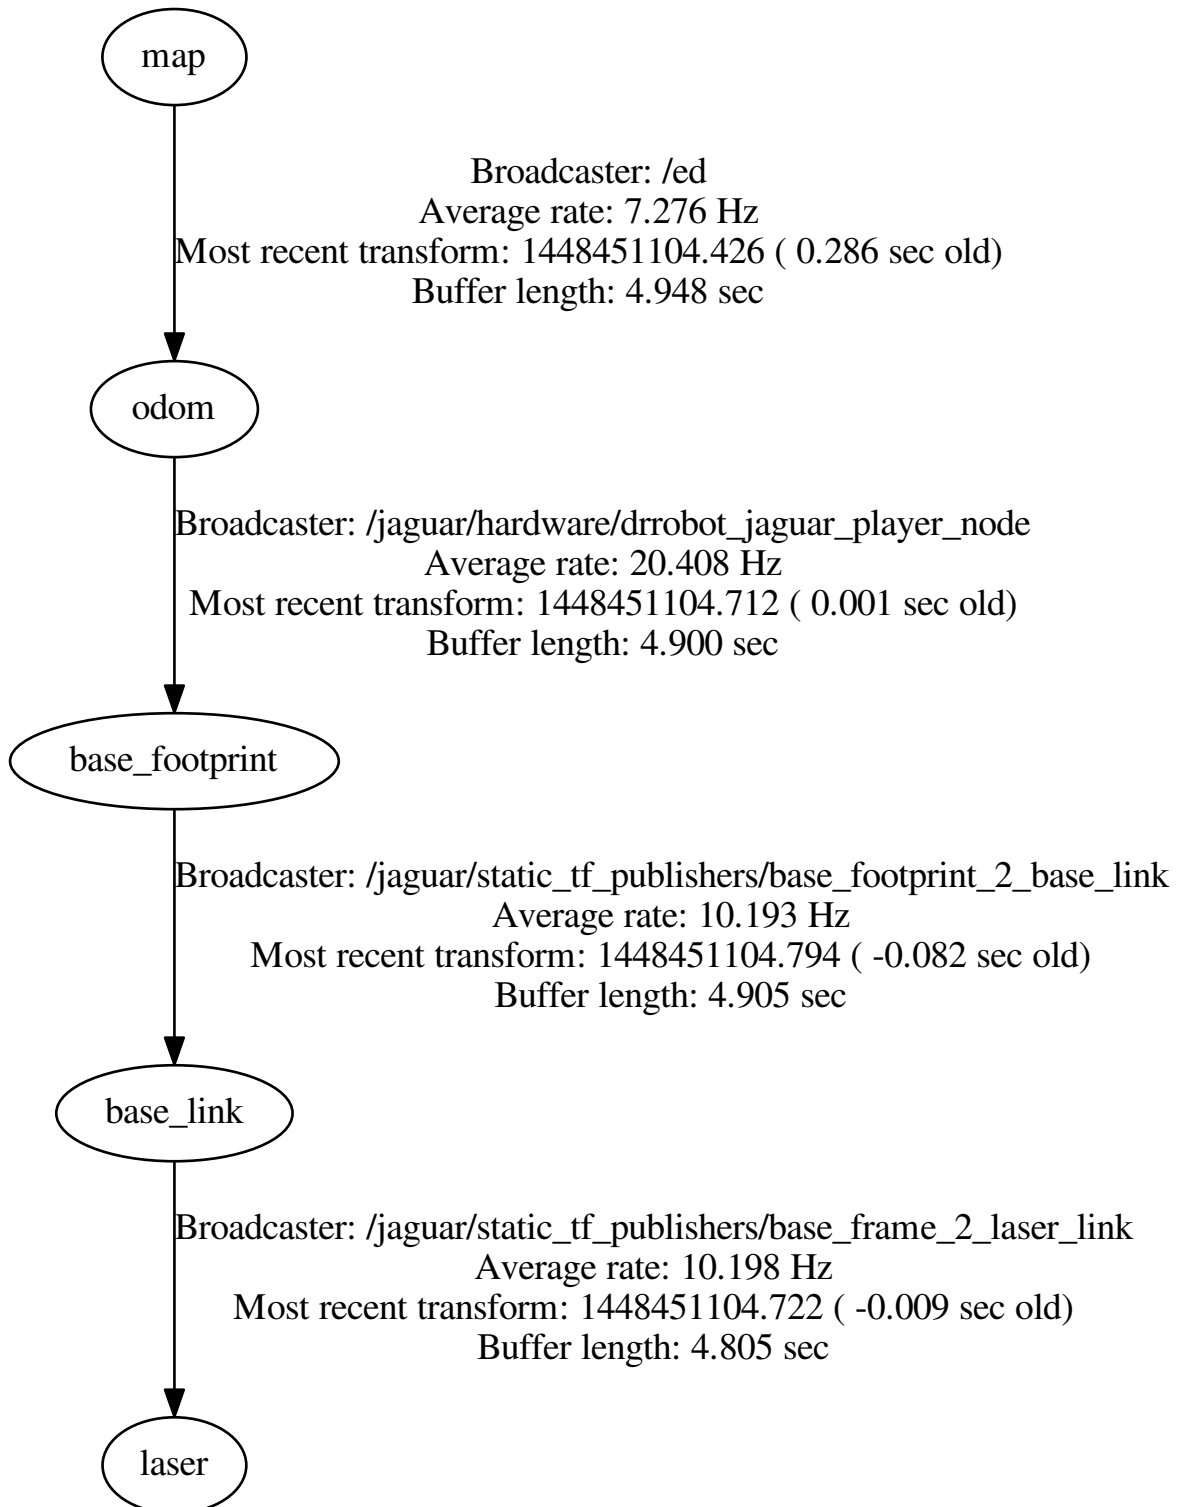 map
Broadcaster: /ed
Average rate: 7.276 Hz
Most recent transform: 1448451104.426 ( 0.286 sec old)
Buffer length: 4.948 sec
odom
Broadcaster: /jaguar/hardware/drrobot_jaguar_player_node
Average rate: 20.408 Hz
Most recent transform: 1448451104.712 ( 0.001 sec old)
Buffer length: 4.900 sec
base_footprint
Broadcaster: /jaguar/static_tf_publishers/base_footprint_2_base_link
Average rate: 10.193 Hz
Most recent transform: 1448451104.794 ( -0.082 sec old)
Buffer length: 4.905 sec
base_link
Broadcaster: /jaguar/static_tf_publishers/base_frame_2_laser_link
Average rate: 10.198 Hz
Most recent transform: 1448451104.722 ( -0.009 sec old)
Buffer length: 4.805 sec
laser